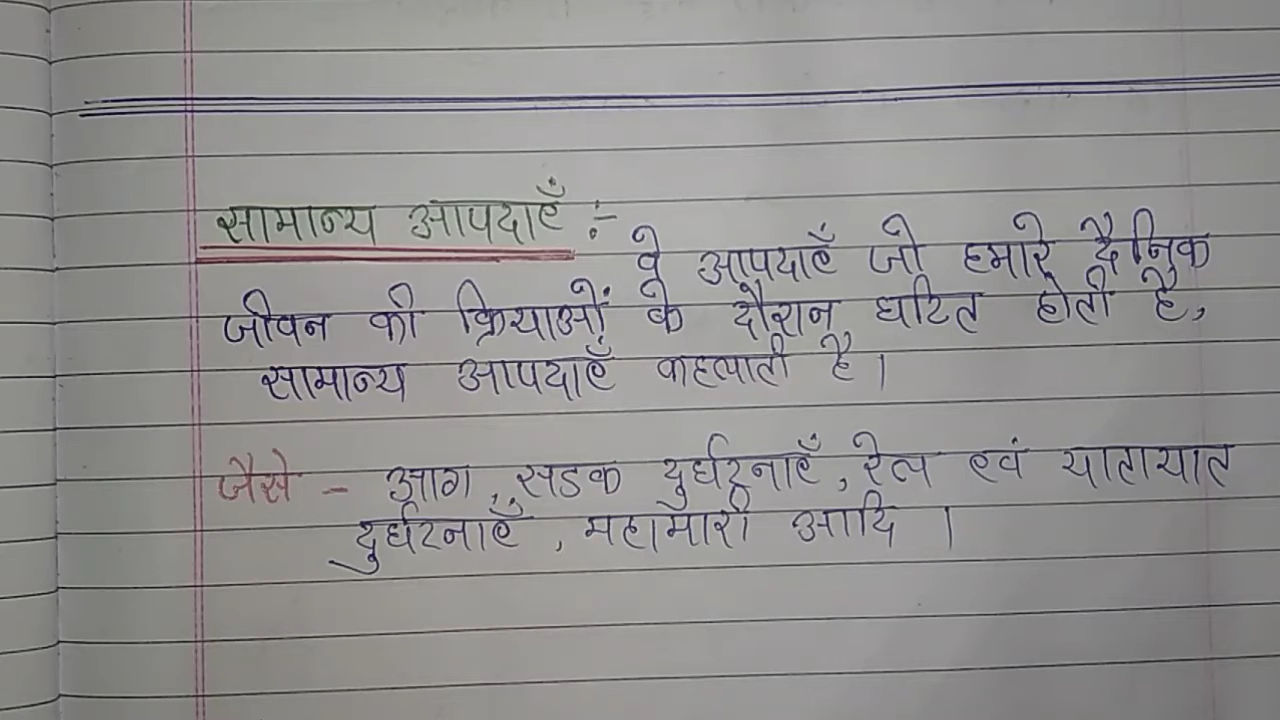 सामान्य आपदाएँ :-
वे आपदाएँ जो हमारे दैनिक
जीवन की क्रियाओं के दौरान घटित होती है,
सामान्य आपदाएँ कहलाती है।
जैसे - आग, सडक दुर्घटनाएँ, रेल एवं यातायात
दुर्घटनाएँ, महामारी आदि।